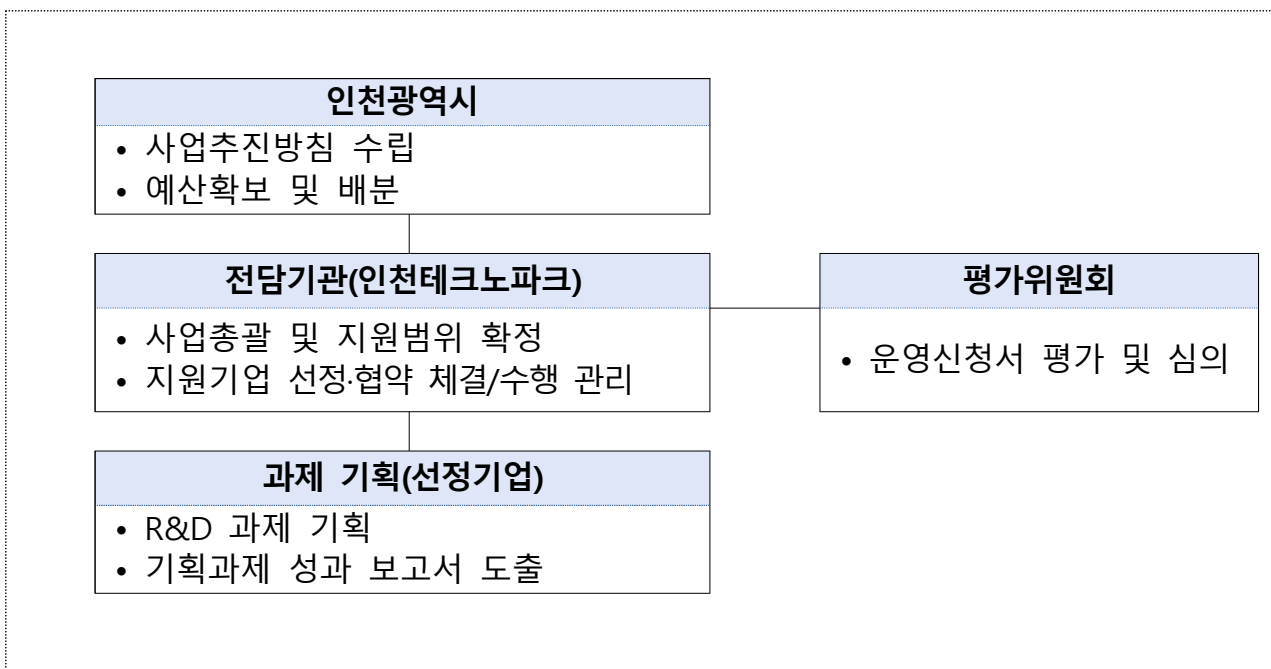 인천광역시
• 사업추진방침 수립
• 예산확보 및 배분
전담기관(인천테크노파크)
• 사업총괄 및 지원범위 확정
• 지원기업 선정·협약 체결/수행 관리
평가위원회
• 운영신청서 평가 및 심의
과제 기획(선정기업)
• R&D 과제 기획
• 기획과제 성과 보고서 도출